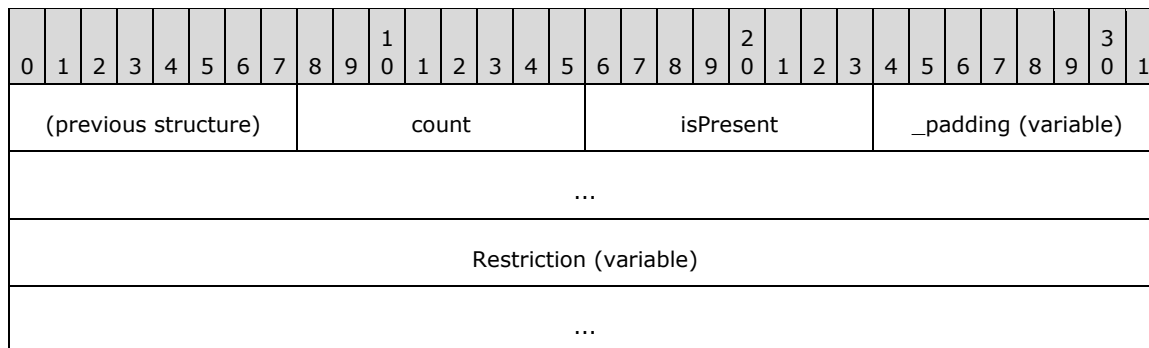 1 2 3
0 1 2 3 4 5 6 7 8 9 0 1 2 3 4 5 6 7 8 9 0 1 2 3 4 5 6 7 8 9 0 1
(previous structure) count isPresent _padding (variable)
...
Restriction (variable)
...